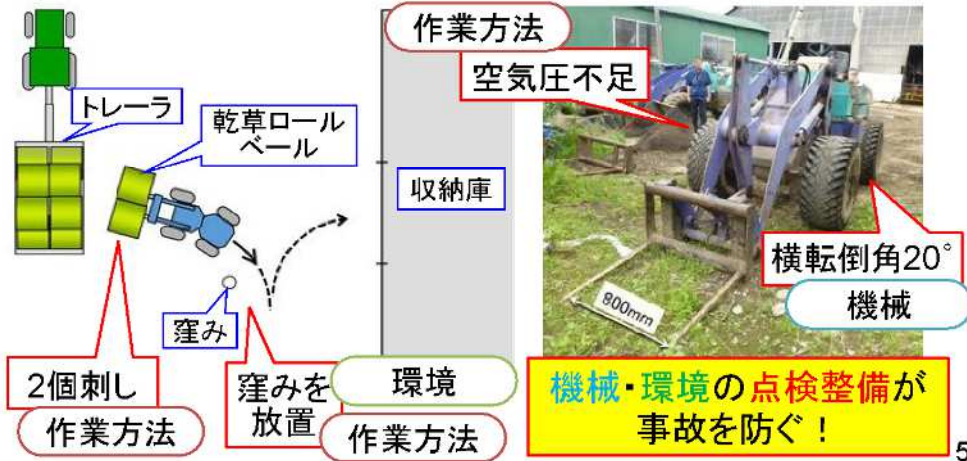 トレーラ
乾草ロール
ベール
窪み
2個刺し
作業方法
窪みを
放置
環境
作業方法
収納庫
作業方法
空気圧不足
横転倒角20°
機械
800mm
機械・環境の点検整備が
事故を防ぐ！
5